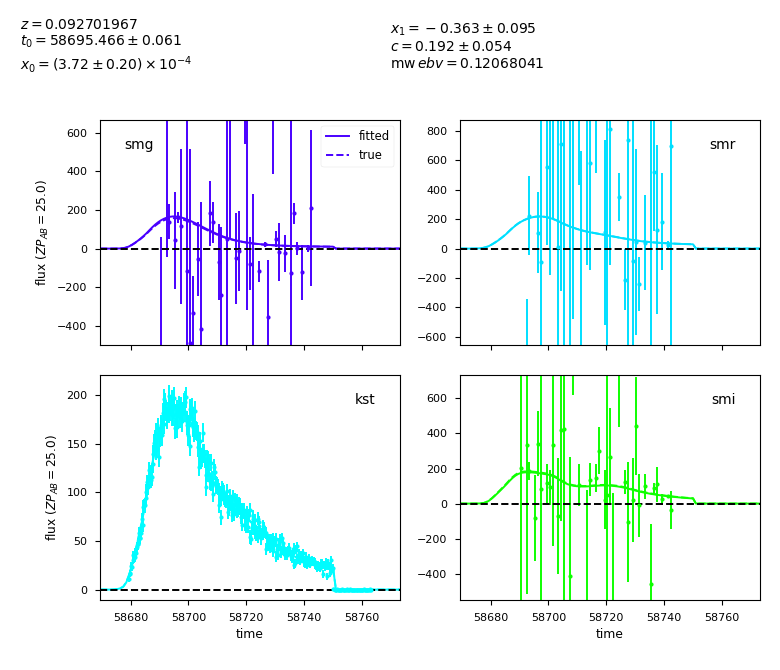 z = 0.092701967
t₀ = 58695.466 ± 0.061
x₀ = (3.72 ± 0.20) × 10⁻⁴
x₁ = −0.363 ± 0.095
c = 0.192 ± 0.054
mw ebv = 0.12068041
smg
fitted
true
600
400
200
0
−200
−400
flux (ZP_AB = 25.0)
smr
800
600
400
200
0
−200
−400
−600
kst
200
150
100
50
0
flux (ZP_AB = 25.0)
58680 58700 58720 58740 58760
time
smi
600
400
200
0
−200
−400
58680 58700 58720 58740 58760
time